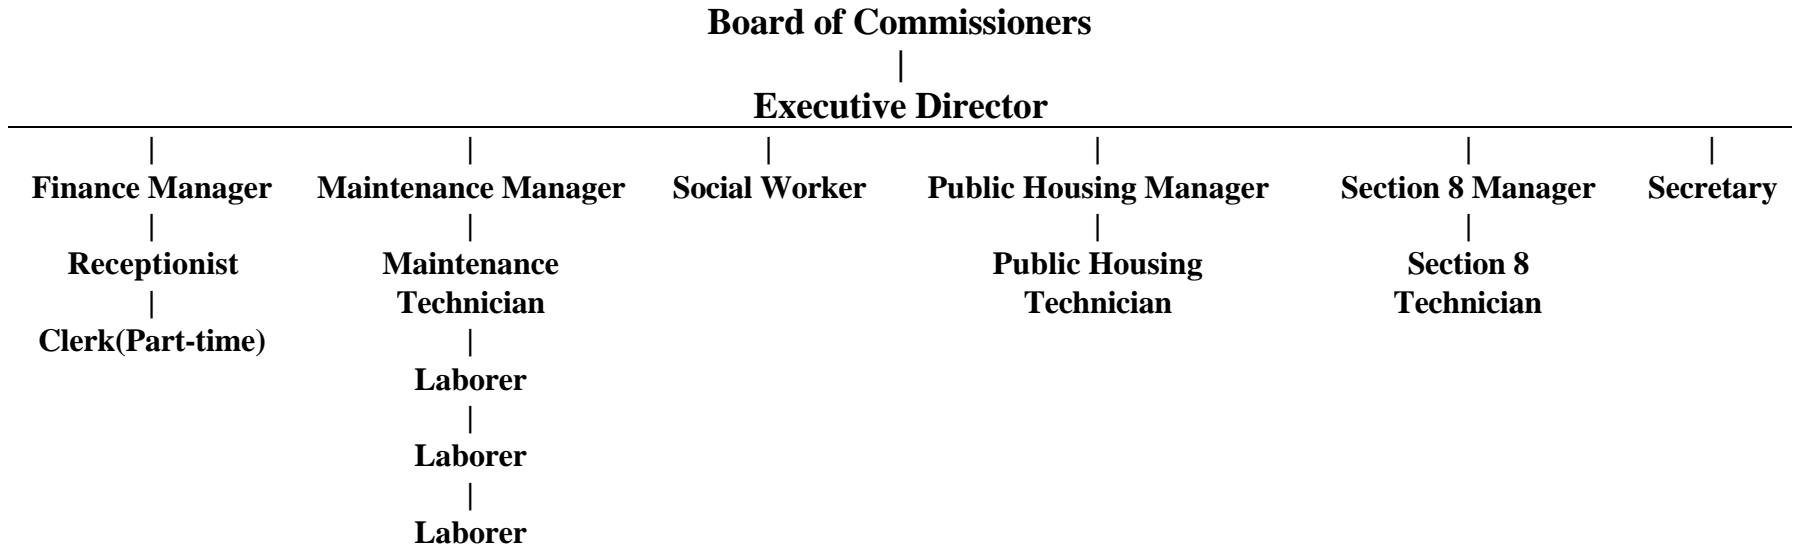 Board of Commissioners
|
Executive Director
| | | | | |
Finance Manager Maintenance Manager Social Worker Public Housing Manager Section 8 Manager Secretary
| | | |
Receptionist Maintenance Public Housing Section 8
| Technician Technician Technician
Clerk(Part-time) |
Laborer
|
Laborer
|
Laborer